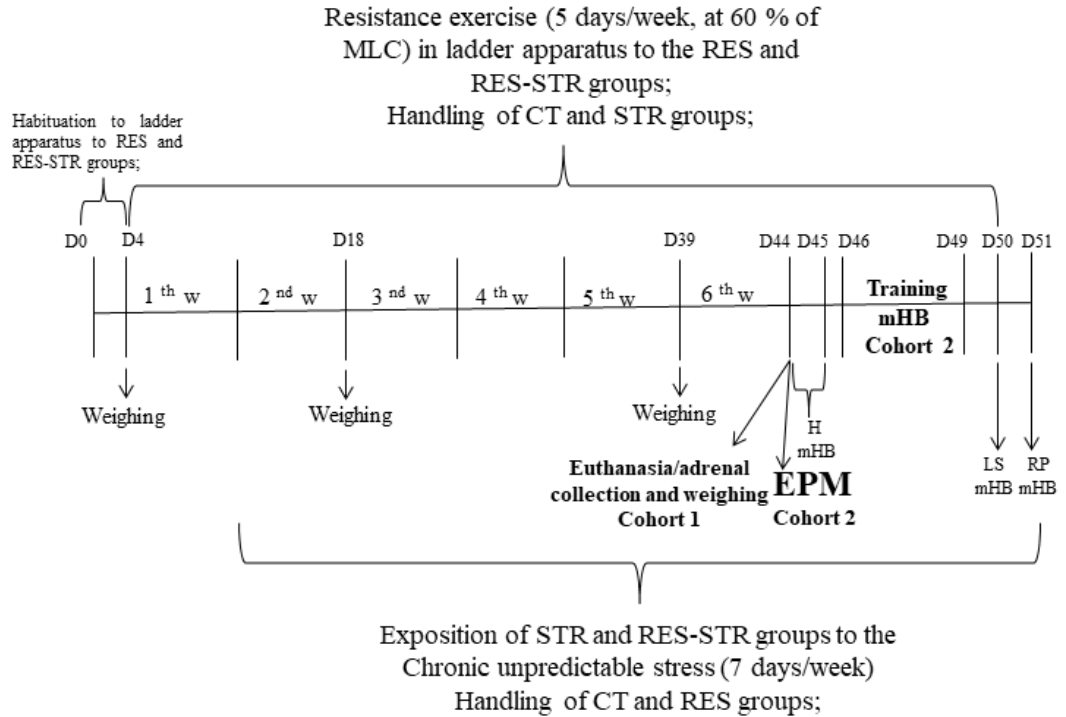 Resistance exercise (5 days/week, at 60 % of
MLC) in ladder apparatus to the RES and
RES-STR groups;
Handling of CT and STR groups;
Habituation to ladder
apparatus to RES and
RES-STR groups;
D0 D4 D18 D39 D44 D45 D46 D49 D50 D51
1 th w 2 nd w 3 nd w 4 th w 5 th w 6 th w Training
mHB
Cohort 2
Weighing Weighing Weighing
H
mHB
Euthanasia/adrenal
collection and weighing
Cohort 1
EPM
Cohort 2
LS
mHB
RP
mHB
Exposition of STR and RES-STR groups to the
Chronic unpredictable stress (7 days/week)
Handling of CT and RES groups;